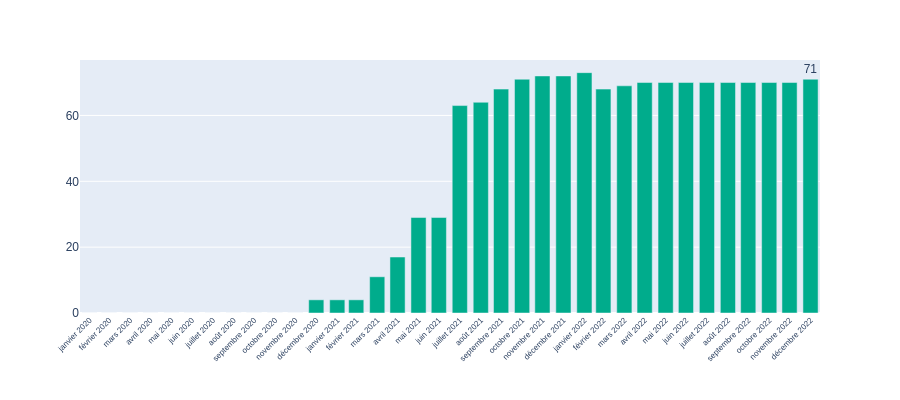 71
60
40
20
0
janvier 2020
février 2020
mars 2020
avril 2020
mai 2020
juin 2020
juillet 2020
août 2020
septembre 2020
octobre 2020
novembre 2020
décembre 2020
janvier 2021
février 2021
mars 2021
avril 2021
mai 2021
juin 2021
juillet 2021
août 2021
septembre 2021
octobre 2021
novembre 2021
décembre 2021
janvier 2022
février 2022
mars 2022
avril 2022
mai 2022
juin 2022
juillet 2022
août 2022
septembre 2022
octobre 2022
novembre 2022
décembre 2022